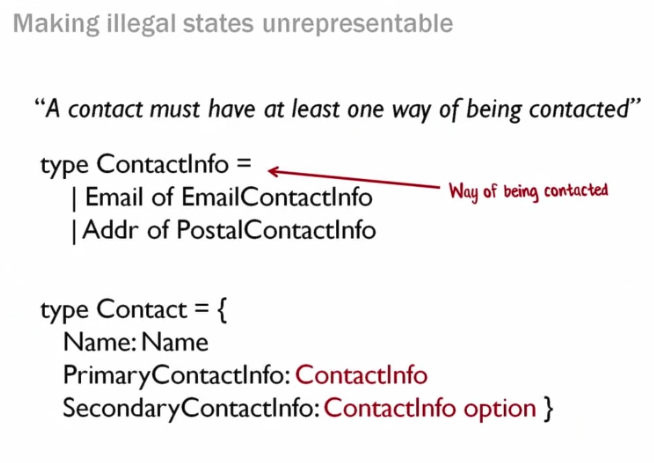 Making illegal states unrepresentable
“A contact must have at least one way of being contacted”
type ContactInfo =
| Email of EmailContactInfo
| Addr of PostalContactInfo
Way of being contacted
type Contact = {
Name: Name
PrimaryContactInfo: ContactInfo
SecondaryContactInfo: ContactInfo option }